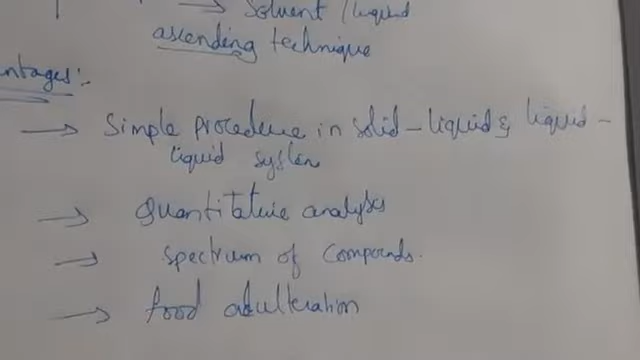 → Solvent / liquid
ascending technique
ntages:-
→ Simple procedure in solid - liquid & liquid -
liquid system
→ Quantitative analysis
→ spectrum of compounds.
→ food adulteration